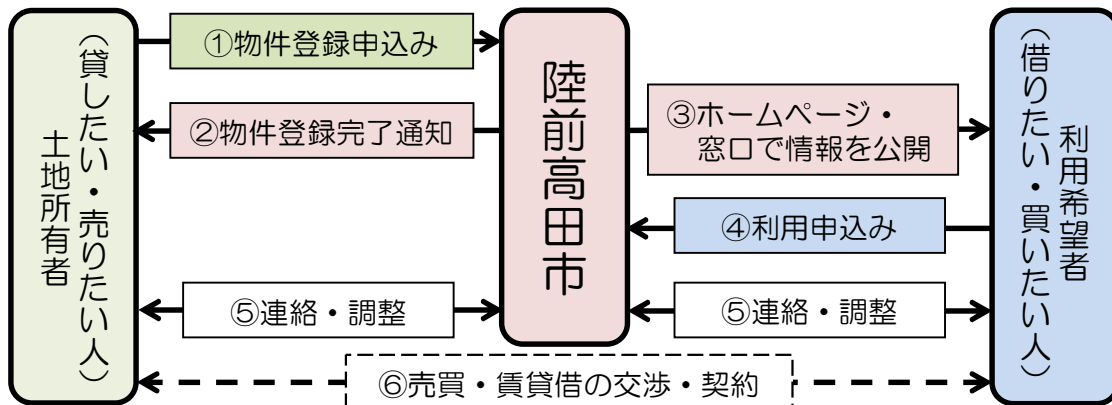 土地所有者
（貸したい・売りたい人）
①物件登録申込み
②物件登録完了通知
陸前高田市
③ホームページ・
窓口で情報を公開
④利用申込み
⑤連絡・調整
⑤連絡・調整
⑥売買・賃貸借の交渉・契約
利用希望者
（借りたい・買いたい人）